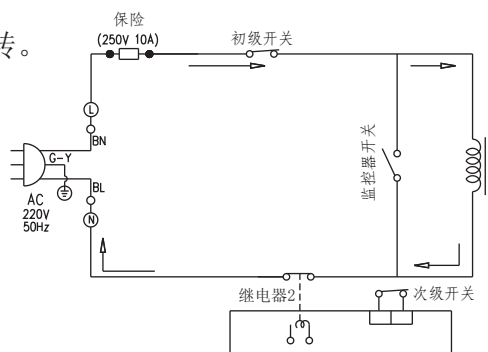 保险
转。
(250V 10A)
初级开关
L
BN
G-Y
监控器开关
BL
AC
220V
50Hz
N
继电器2
次级开关